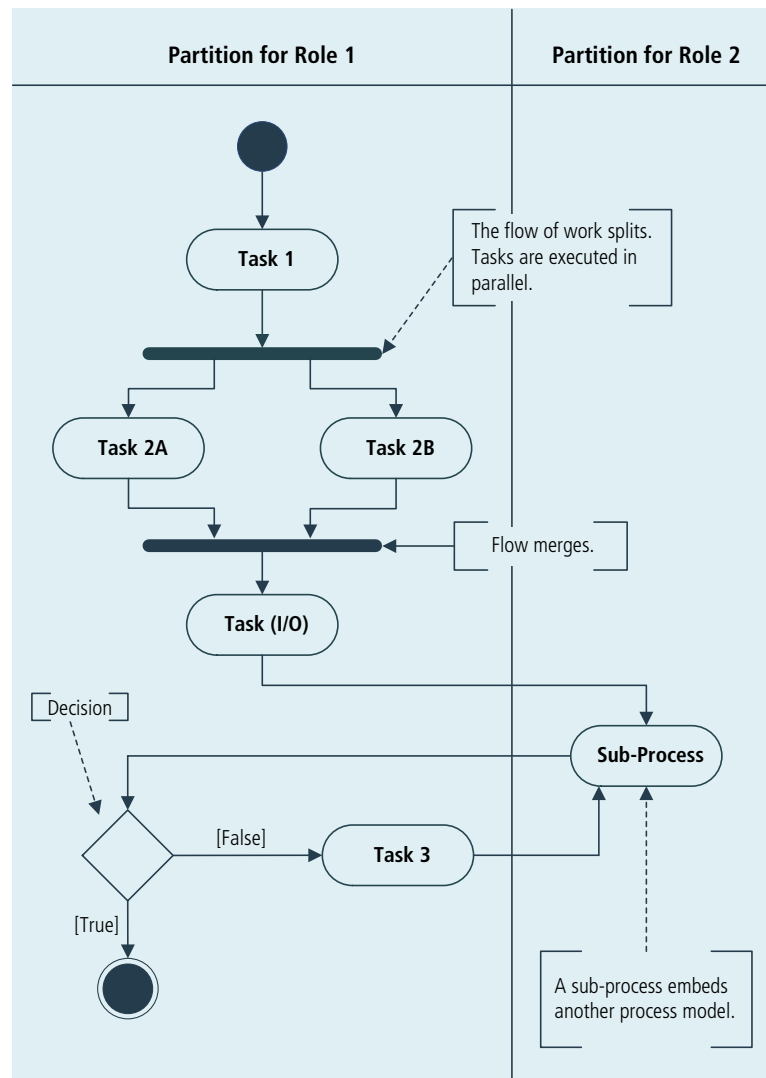 Partition for Role 1
Partition for Role 2
Task 1
The flow of work splits.
Tasks are executed in
parallel.
Task 2A
Task 2B
Flow merges.
Task (I/O)
Decision
Sub-Process
[False]
Task 3
[True]
A sub-process embeds
another process model.